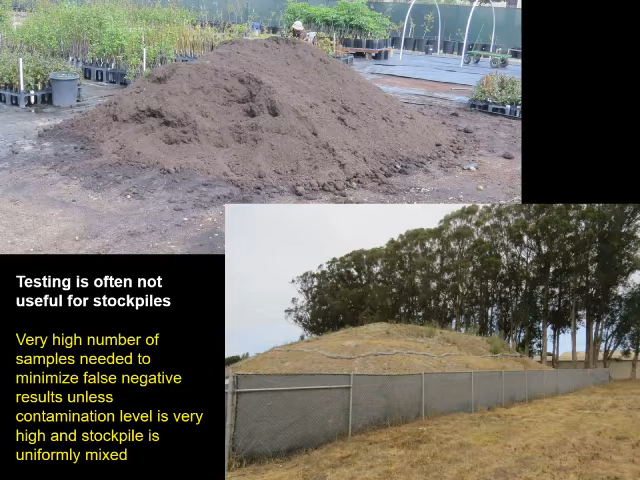 Testing is often not
useful for stockpiles
Very high number of
samples needed to
minimize false negative
results unless
contamination level is very
high and stockpile is
uniformly mixed